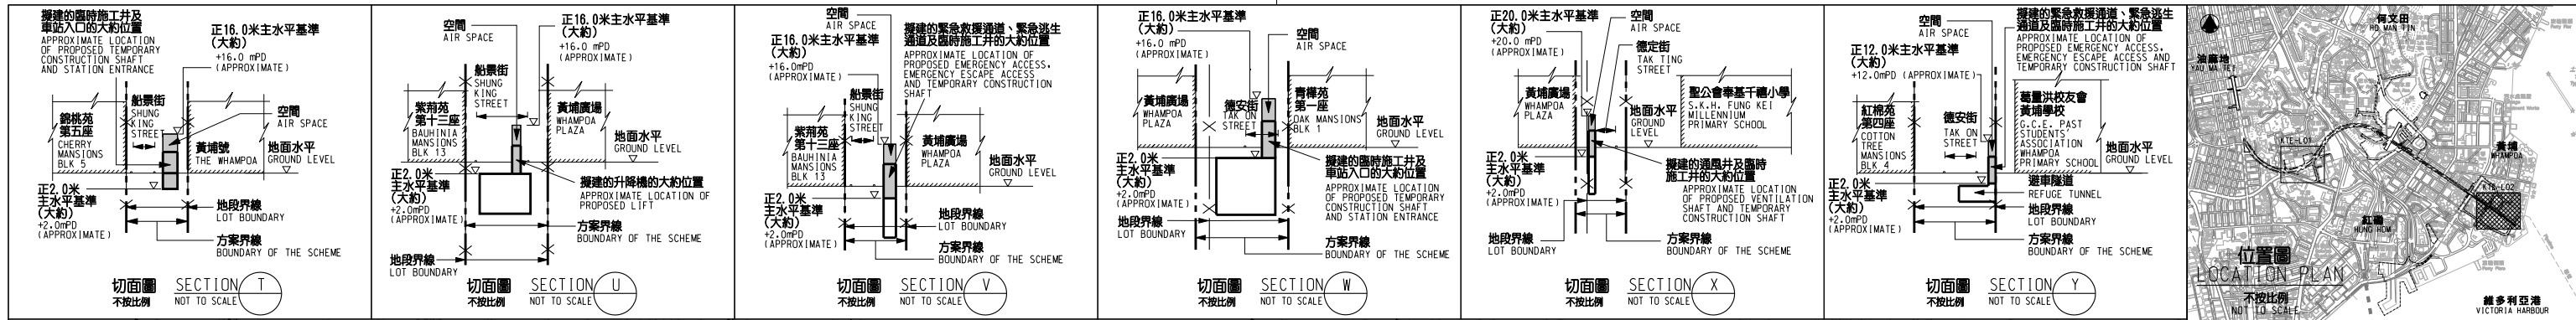 擬建的臨時施工井及
車站入口的大約位置
APPROXIMATE LOCATION
OF PROPOSED TEMPORARY
CONSTRUCTION SHAFT
AND STATION ENTRANCE
正16.0米主水平基準
(大約)
+16.0 mPD
(APPROXIMATE)
船景街
SHUNG
KING
STREET
空間
AIR SPACE
錦桃苑
第五座
CHERRY
MANSIONS
BLK 5
黃埔號
THE WHAMPOA
地面水平
GROUND LEVEL
正2.0米
主水平基準
(大約)
+2.0mPD
(APPROXIMATE)
地段界線
LOT BOUNDARY
方案界線
BOUNDARY OF THE SCHEME
切面圖
不按比例
SECTION T
NOT TO SCALE
空間
AIR SPACE
正16.0米主水平基準
(大約)
+16.0 mPD
(APPROXIMATE)
船景街
SHUNG
KING
STREET
紫荊苑
第十三座
BAUHINIA
MANSIONS
BLK 13
黃埔廣場
WHAMPOA
PLAZA
地面水平
GROUND LEVEL
正2.0米
主水平基準
(大約)
+2.0mPD
(APPROXIMATE)
擬建的升降機的大約位置
APPROXIMATE LOCATION OF
PROPOSED LIFT
方案界線
BOUNDARY OF THE SCHEME
地段界線
LOT BOUNDARY
切面圖
不按比例
SECTION U
NOT TO SCALE
空間
AIR SPACE
正16.0米主水平基準
(大約)
+16.0mPD
(APPROXIMATE)
擬建的緊急救援通道、緊急逃生
通道及臨時施工井的大約位置
APPROXIMATE LOCATION OF
PROPOSED EMERGENCY ACCESS,
EMERGENCY ESCAPE ACCESS
AND TEMPORARY CONSTRUCTION
SHAFT
船景街
SHUNG
KING
STREET
紫荊苑
第十三座
BAUHINIA
MANSIONS
BLK 13
黃埔廣場
WHAMPOA
PLAZA
地面水平
GROUND LEVEL
正2.0米
主水平基準
(大約)
+2.0mPD
(APPROXIMATE)
地段界線
LOT BOUNDARY
方案界線
BOUNDARY OF THE SCHEME
切面圖
不按比例
SECTION V
NOT TO SCALE
正16.0米主水平基準
(大約)
+16.0 mPD
(APPROXIMATE)
空間
AIR SPACE
黃埔廣場
WHAMPOA
PLAZA
德安街
TAK ON
STREET
青樺苑
第一座
OAK MANSIONS
BLK 1
地面水平
GROUND LEVEL
正2.0米
主水平基準
(大約)
+2.0mPD
(APPROXIMATE)
擬建的臨時施工井及
車站入口的大約位置
APPROXIMATE LOCATION
OF PROPOSED TEMPORARY
CONSTRUCTION SHAFT
AND STATION ENTRANCE
地段界線
LOT BOUNDARY
方案界線
BOUNDARY OF THE SCHEME
切面圖
不按比例
SECTION W
NOT TO SCALE
正20.0米主水平基準
(大約)
+20.0 mPD
(APPROXIMATE)
空間
AIR SPACE
德定街
TAK TING
STREET
黃埔廣場
WHAMPOA
PLAZA
地面水平
GROUND
LEVEL
聖公會奉基千禧小學
S.K.H. FUNG KEI
MILLENNIUM
PRIMARY SCHOOL
正2.0米
主水平基準
(大約)
+2.0mPD
(APPROXIMATE)
擬建的通風井及臨時
施工井的大約位置
APPROXIMATE LOCATION
OF PROPOSED VENTILATION
SHAFT AND TEMPORARY
CONSTRUCTION SHAFT
地段界線
LOT BOUNDARY
方案界線
BOUNDARY OF THE SCHEME
切面圖
不按比例
SECTION X
NOT TO SCALE
空間
AIR SPACE
正12.0米主水平基準
(大約)
+12.0mPD (APPROXIMATE)
擬建的緊急救援通道、緊急逃生
通道及臨時施工井的大約位置
APPROXIMATE LOCATION OF
PROPOSED EMERGENCY ACCESS,
EMERGENCY ESCAPE ACCESS AND
TEMPORARY CONSTRUCTION SHAFT
紅棉苑
第四座
COTTON
TREE
MANSIONS
BLK 4
德安街
TAK ON
STREET
葛量洪校友會
黃埔學校
G.C.E. PAST
STUDENTS'
ASSOCIATION
WHAMPOA
PRIMARY SCHOOL
地面水平
GROUND LEVEL
正2.0米
主水平基準
(大約)
+2.0mPD
(APPROXIMATE)
避車隧道
REFUGE TUNNEL
地段界線
LOT BOUNDARY
方案界線
BOUNDARY OF THE SCHEME
切面圖
不按比例
SECTION Y
NOT TO SCALE
何文田
HO MAN TIN
油麻地
YAU MA TEI
KTE-L01
黃埔
WHAMPOA
KTE-L02
紅磡
HUNG HOM
位置圖
LOCATION PLAN
不按比例
NOT TO SCALE
維多利亞港
VICTORIA HARBOUR